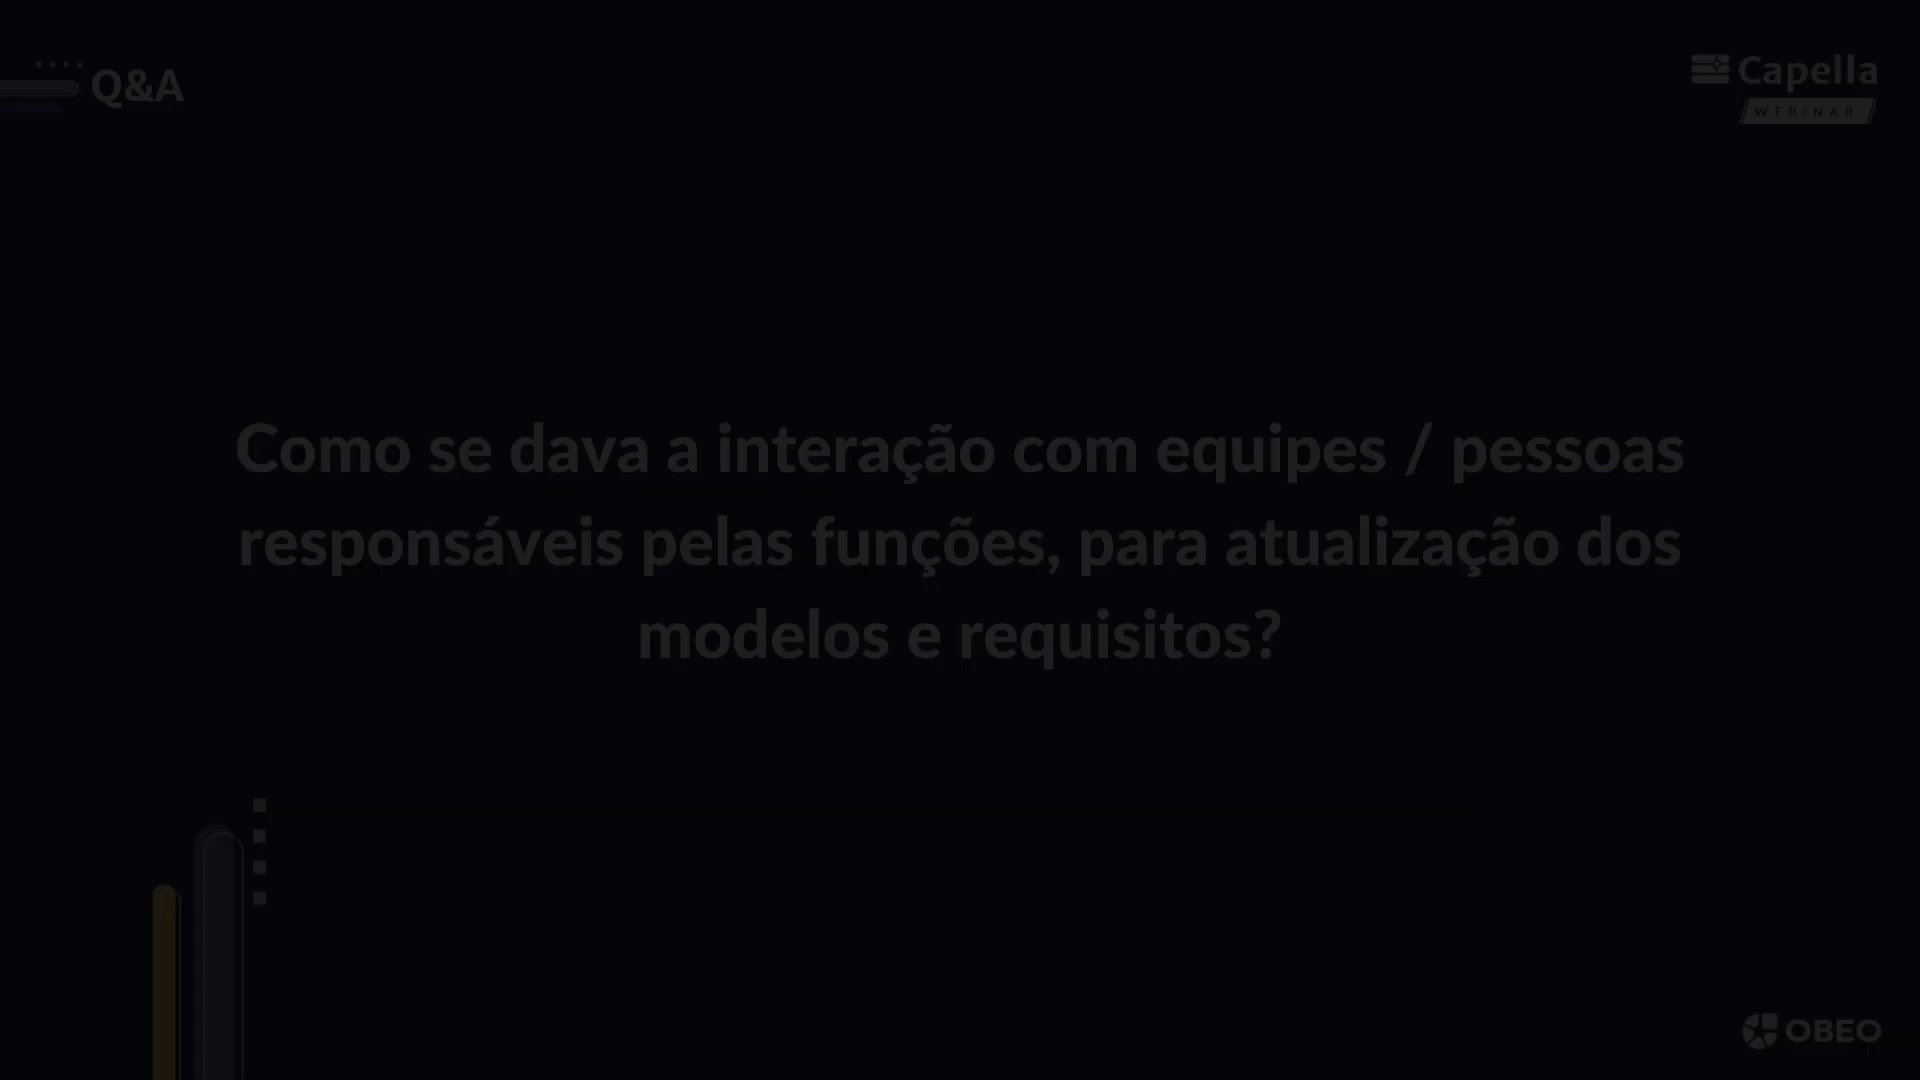 Q&A
Capella
WEBINAR
Como se dava a interação com equipes / pessoas
responsáveis pelas funções, para atualização dos
modelos e requisitos?
OBEO